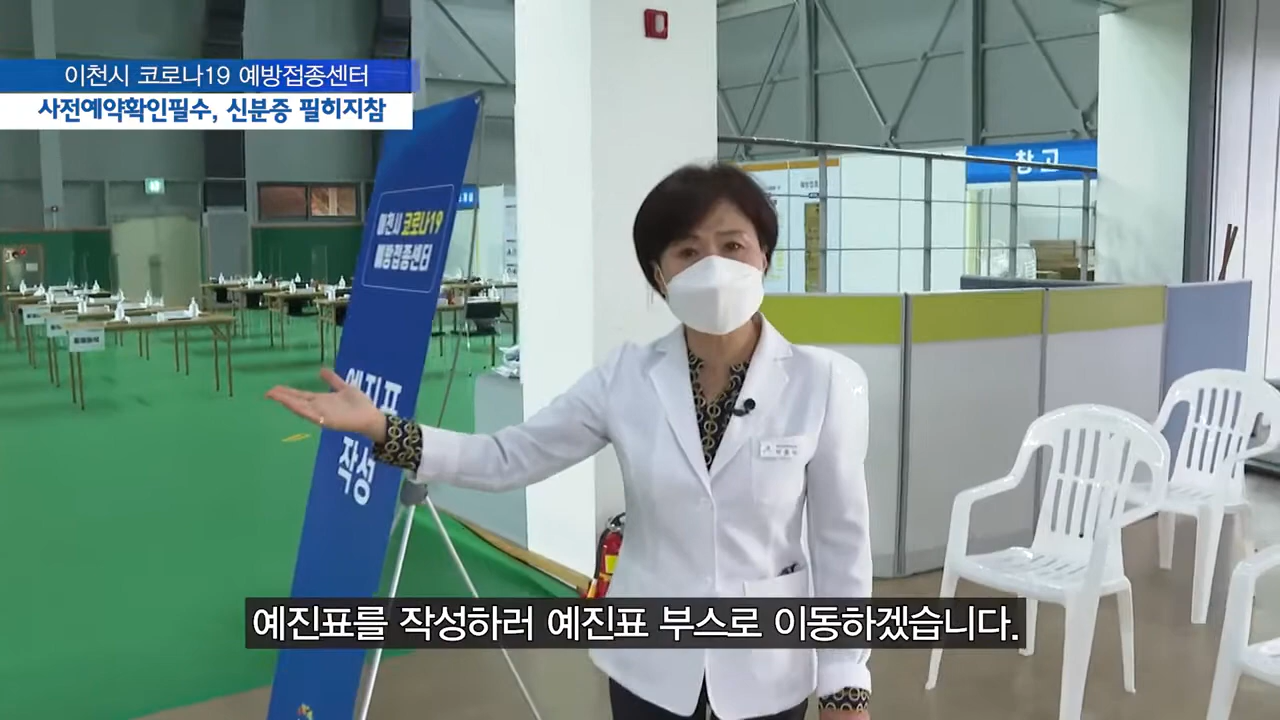 이천시 코로나19 예방접종센터
사전예약확인필수, 신분증 필히지참
창고
이천시 코로나19
예방접종센터
예진표
작성
예진표를 작성하러 예진표 부스로 이동하겠습니다.